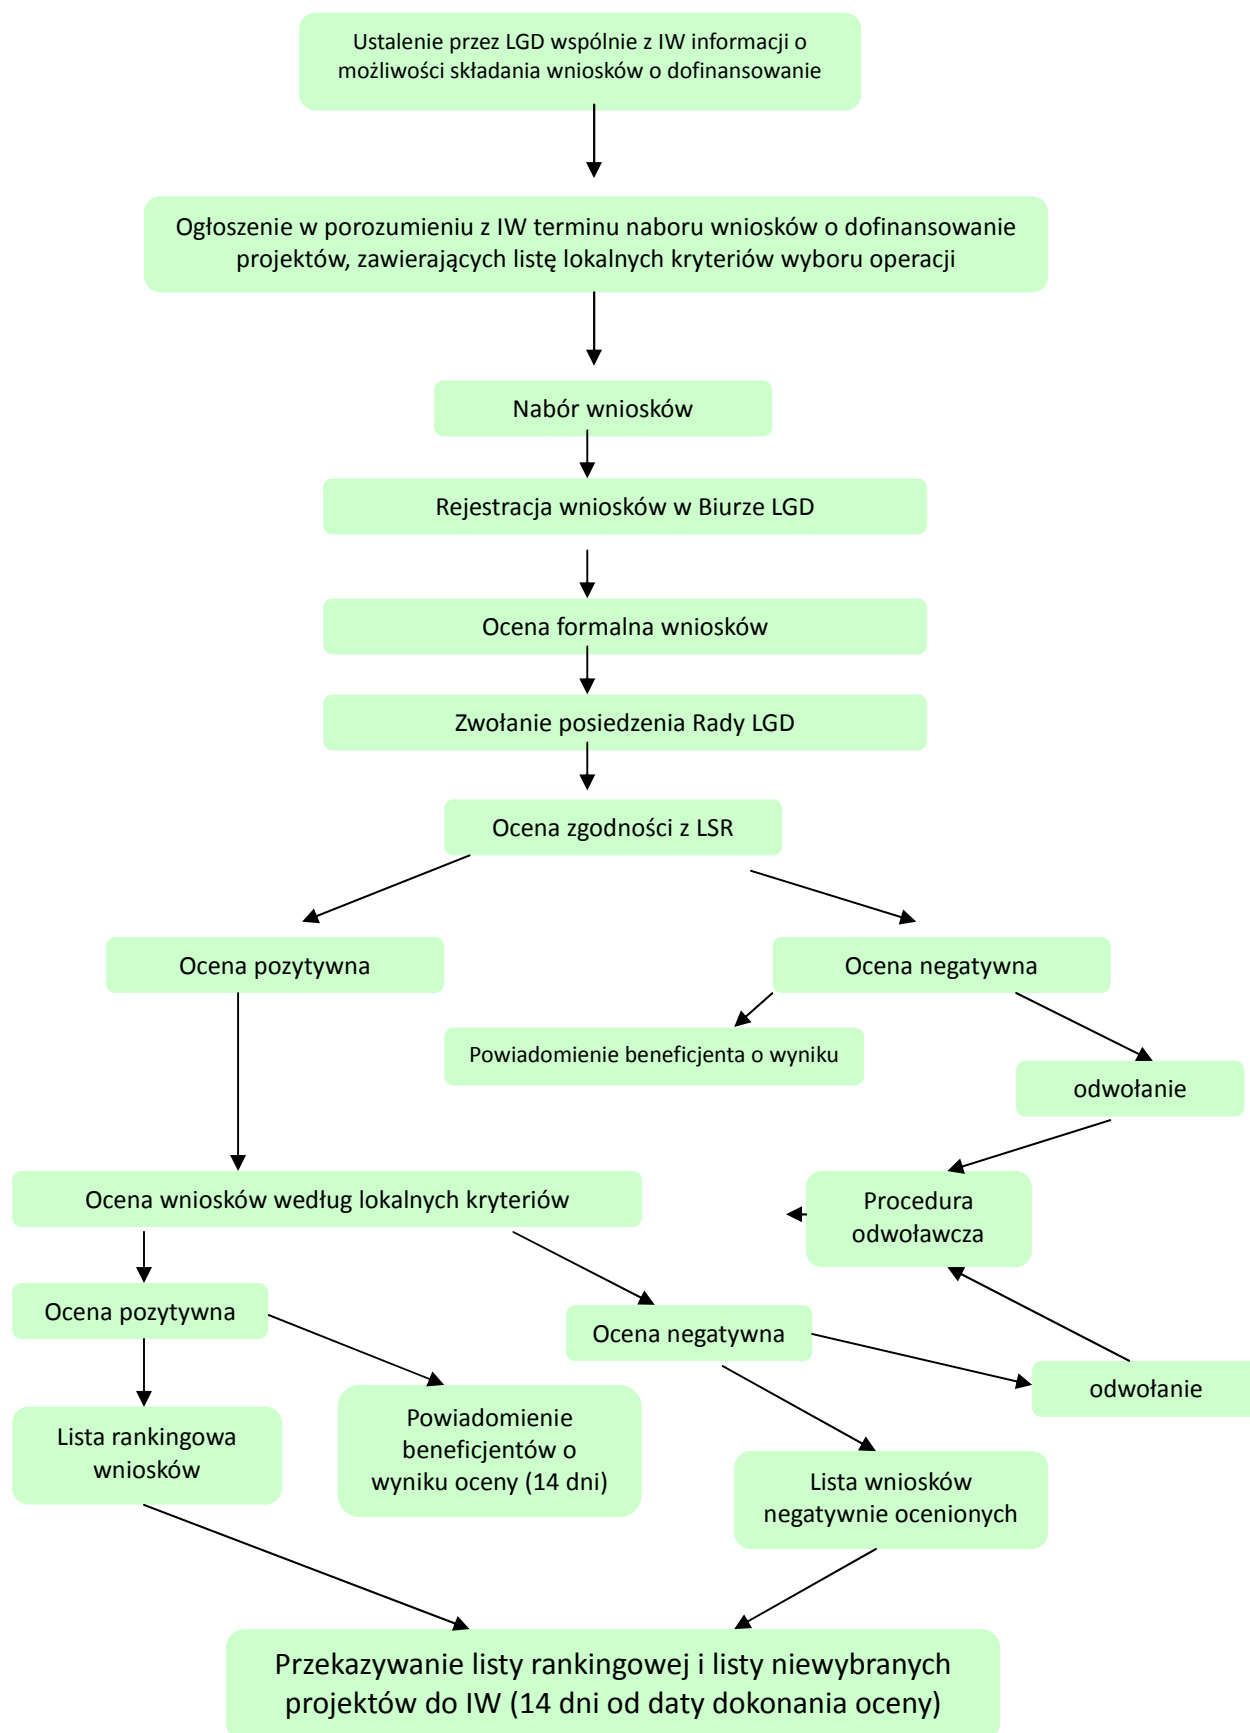 Ustalenie przez LGD wspólnie z IW informacji o
możliwości składania wniosków o dofinansowanie
Ogłoszenie w porozumieniu z IW terminu naboru wniosków o dofinansowanie
projektów, zawierających listę lokalnych kryteriów wyboru operacji
Nabór wniosków
Rejestracja wniosków w Biurze LGD
Ocena formalna wniosków
Zwołanie posiedzenia Rady LGD
Ocena zgodności z LSR
Ocena pozytywna
Ocena negatywna
Powiadomienie beneficjenta o wyniku
odwołanie
Ocena wniosków według lokalnych kryteriów
Procedura
odwoławcza
Ocena pozytywna
Ocena negatywna
odwołanie
Lista rankingowa
wniosków
Powiadomienie
beneficjentów o
wyniku oceny (14 dni)
Lista wniosków
negatywnie ocenionych
Przekazywanie listy rankingowej i listy niewybranych
projektów do IW (14 dni od daty dokonania oceny)